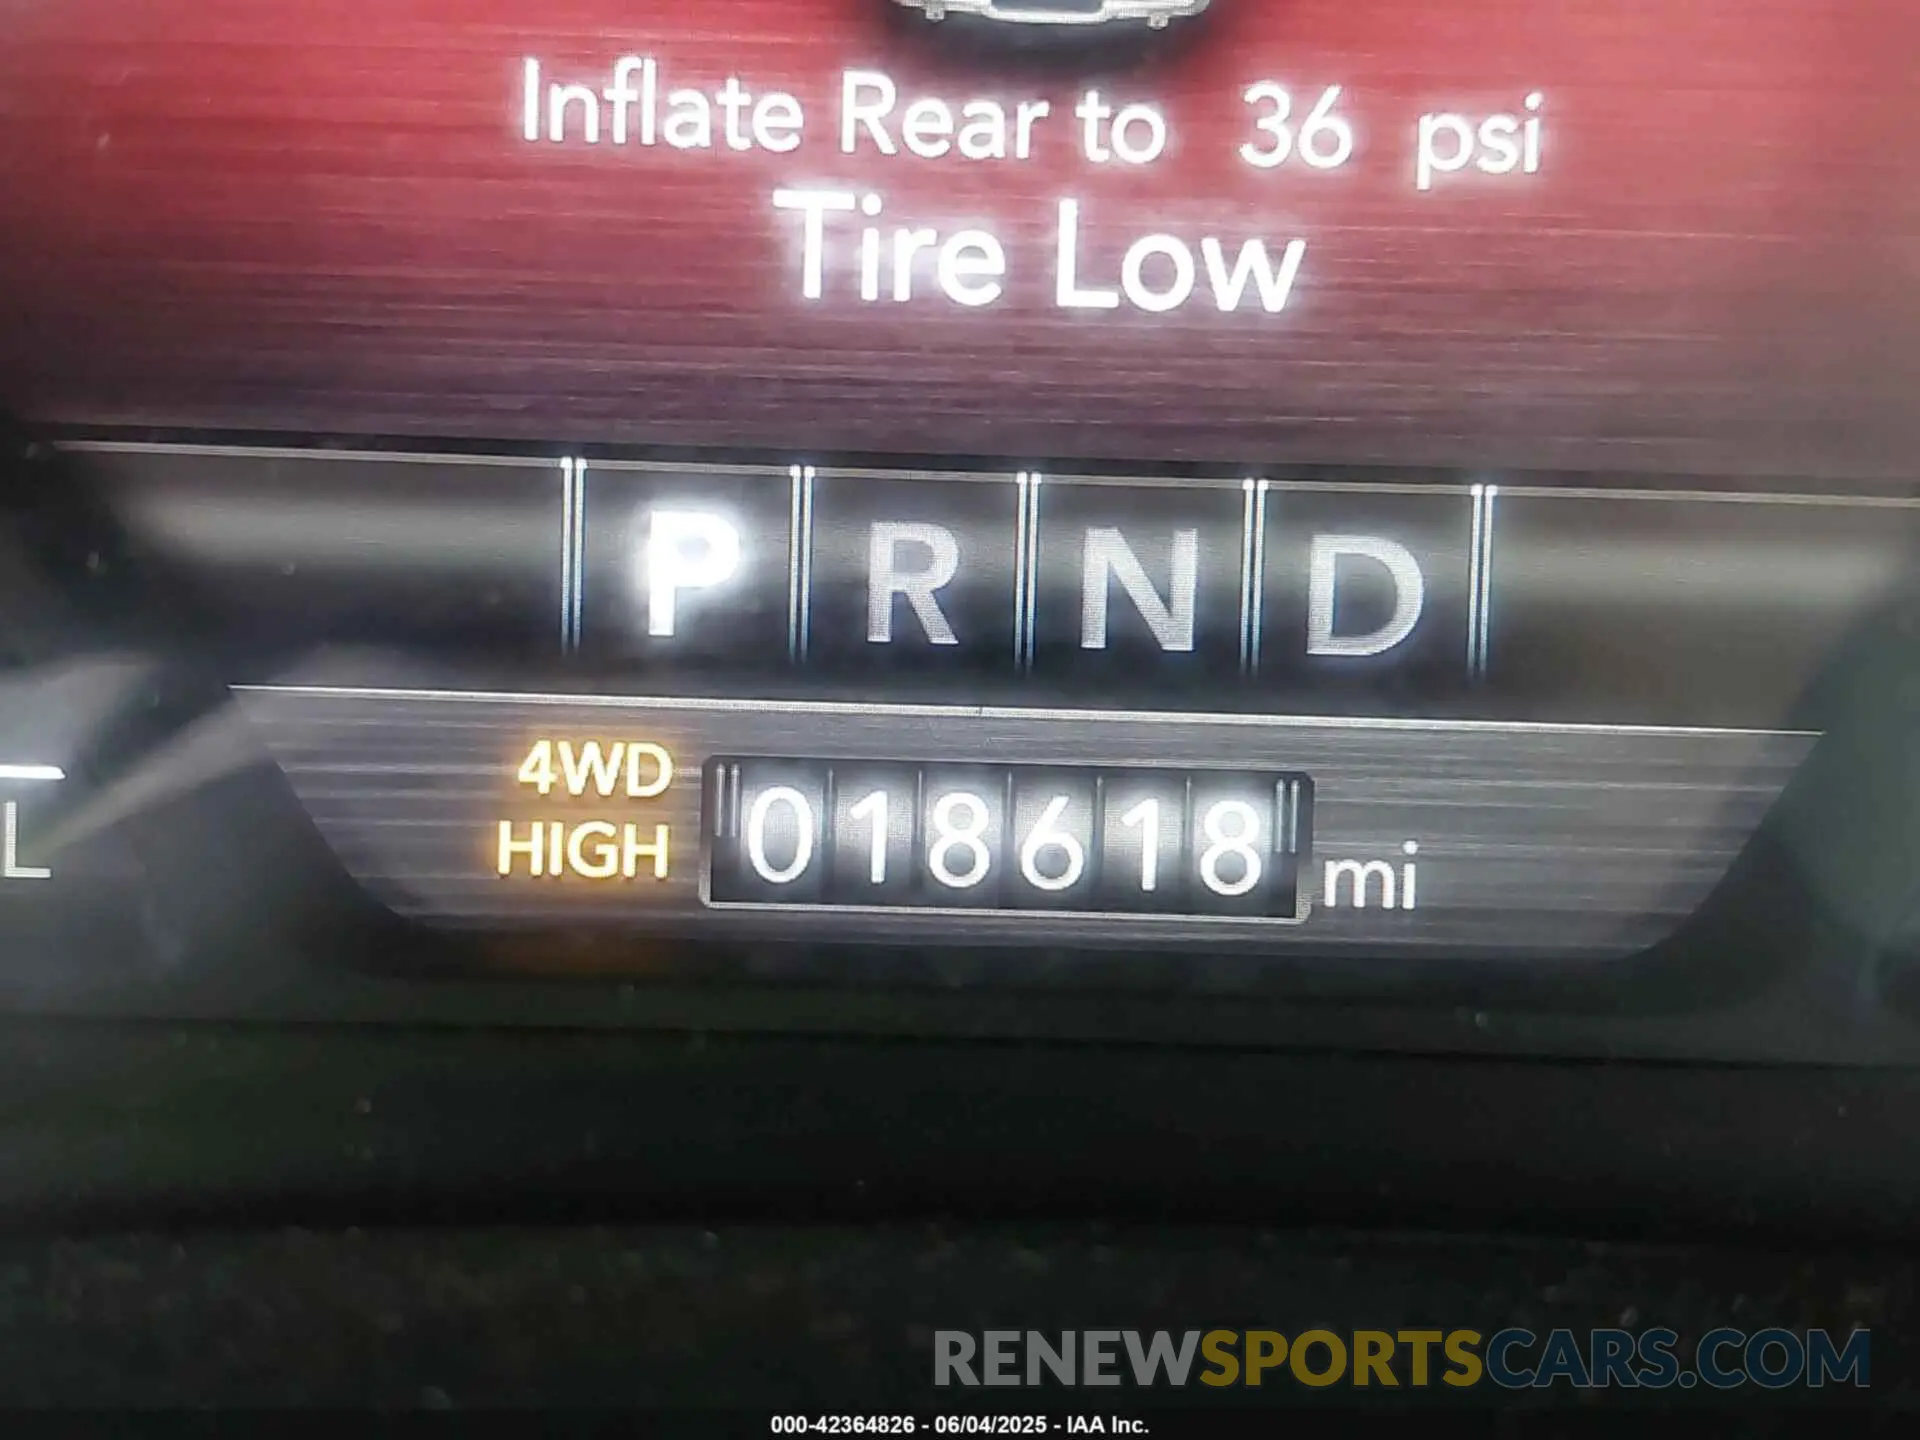 Inflate Rear to 36 psi
Tire Low
P R N D
4WD
HIGH
018618 mi
L
RENEWSPORTSCARS.COM
000-42364826 - 06/04/2025 - IAA Inc.